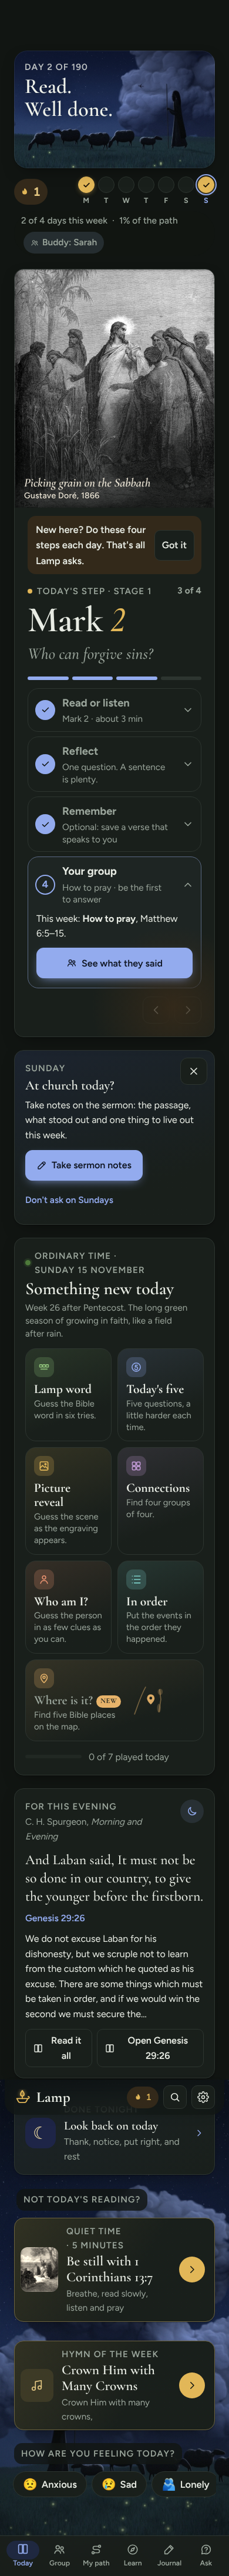 DAY 2 OF 190
Read.
Well done.
1
M T W T F S S
2 of 4 days this week · 1% of the path
Buddy: Sarah
Picking grain on the Sabbath
Gustave Doré, 1866
New here? Do these four
steps each day. That's all
Lamp asks.
Got it
TODAY'S STEP · STAGE 1
3 of 4
Mark 2
Who can forgive sins?
Read or listen
Mark 2 · about 3 min
Reflect
One question. A sentence
is plenty.
Remember
Optional: save a verse that
speaks to you
4
Your group
How to pray · be the first
to answer
This week: How to pray, Matthew
6:5–15.
See what they said
SUNDAY
At church today?
Take notes on the sermon: the passage,
what stood out and one thing to live out
this week.
Take sermon notes
Don't ask on Sundays
ORDINARY TIME ·
SUNDAY 15 NOVEMBER
Something new today
Week 26 after Pentecost. The long green
season of growing in faith, like a field
after rain.
Lamp word
Guess the Bible
word in six tries.
Today's five
Five questions, a
little harder each
time.
Picture
reveal
Guess the scene
as the engraving
appears.
Connections
Find four groups
of four.
Who am I?
Guess the person
in as few clues as
you can.
In order
Put the events in
the order they
happened.
Where is it? NEW
Find five Bible places
on the map.
0 of 7 played today
FOR THIS EVENING
C. H. Spurgeon, Morning and
Evening
And Laban said, It must not be
so done in our country, to give
the younger before the firstborn.
Genesis 29:26
We do not excuse Laban for his
dishonesty, but we scruple not to learn
from the custom which he quoted as his
excuse. There are some things which must
be taken in order, and if we would win the
second we must secure the...
Read it
all
Open Genesis
29:26
Lamp
1
Look back on today
Thank, notice, put right, and
rest
NOT TODAY'S READING?
QUIET TIME
· 5 MINUTES
Be still with 1
Corinthians 13:7
Breathe, read slowly,
listen and pray
HYMN OF THE WEEK
Crown Him with
Many Crowns
Crown Him with many
crowns,
HOW ARE YOU FEELING TODAY?
😟 Anxious
😢 Sad
🫂 Lonely
Today
Group
My path
Learn
Journal
Ask